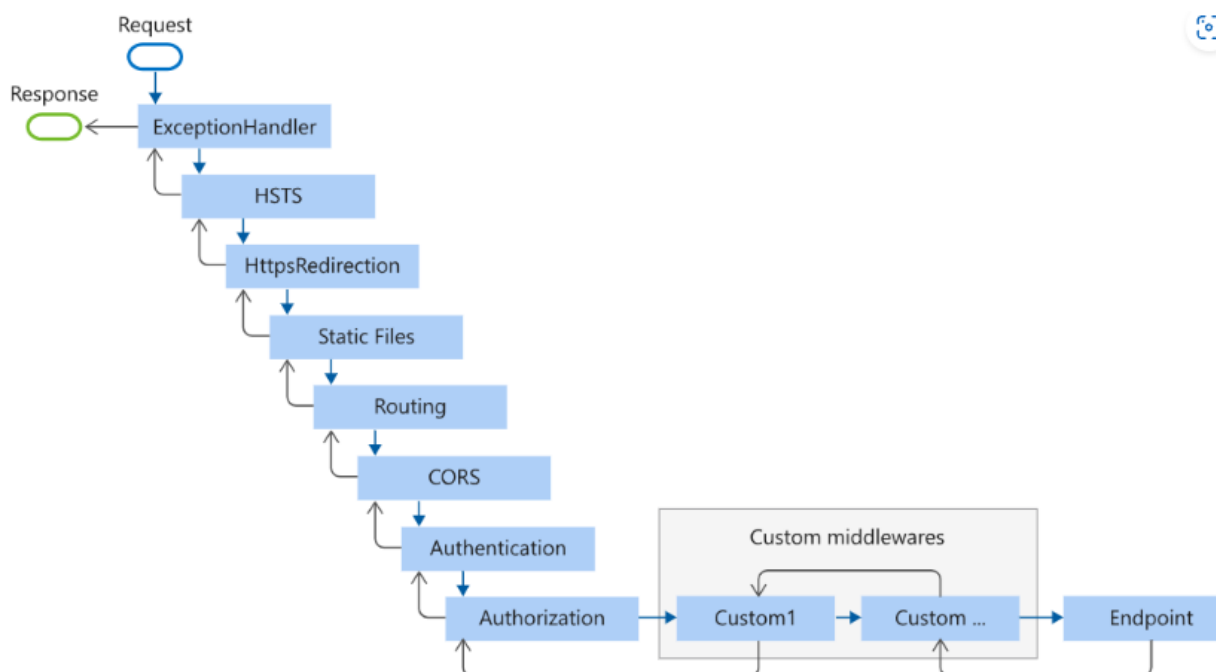 Request
Response
ExceptionHandler
HSTS
HttpsRedirection
Static Files
Routing
CORS
Authentication
Custom middlewares
Authorization
Custom1
Custom ...
Endpoint